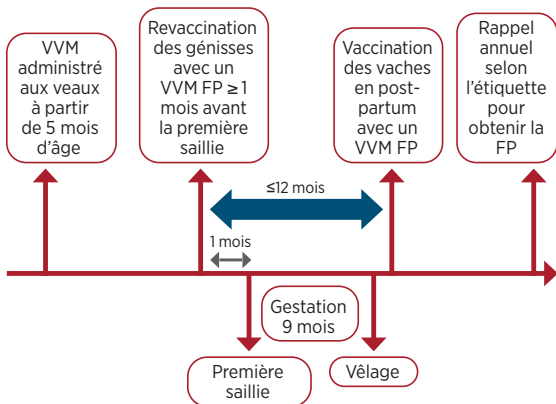 VVM
administré
aux veaux
à partir
de 5 mois
d'âge
Revaccination
des génisses
avec un
VVM FP ≥ 1
mois avant
la première
saillie
Vaccination
des vaches
en post-
partum
avec un
VVM FP
Rappel
annuel
selon
l'étiquette
pour
obtenir la
FP
≤12 mois
1 mois
Gestation
9 mois
Première
saillie
Vêlage